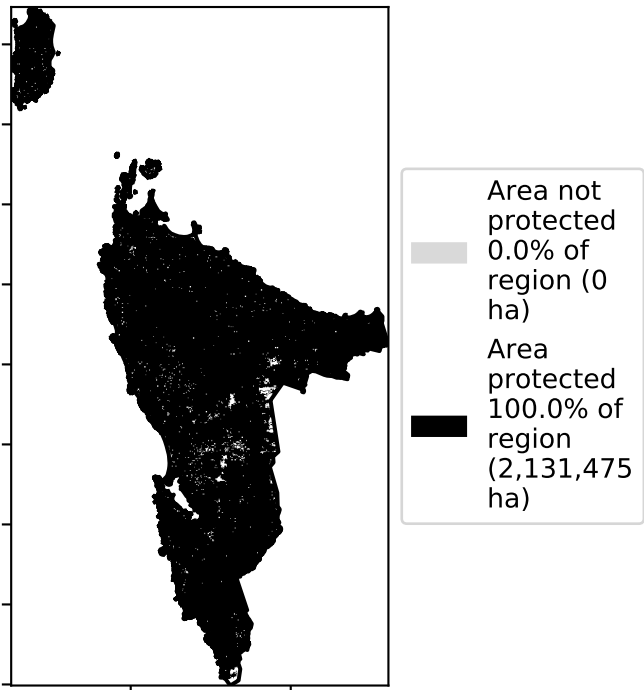 Area not
protected
0.0% of
region (0
ha)
Area
protected
100.0% of
region
(2,131,475
ha)